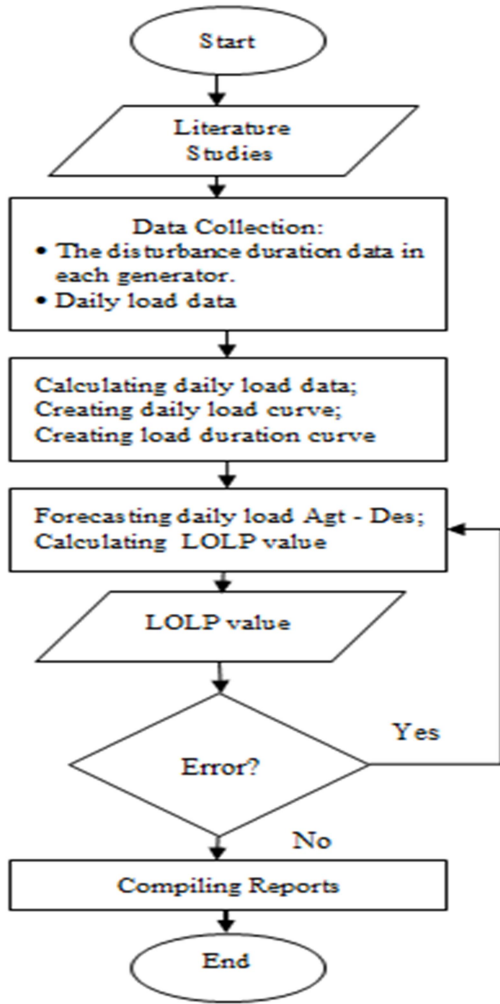 Start
Literature
Studies
Data Collection:
• The disturbance duration data in
each generator.
• Daily load data
Calculating daily load data;
Creating daily load curve;
Creating load duration curve
Forecasting daily load Agt - Des;
Calculating LOLP value
LOLP value
Error?
Yes
No
Compiling Reports
End